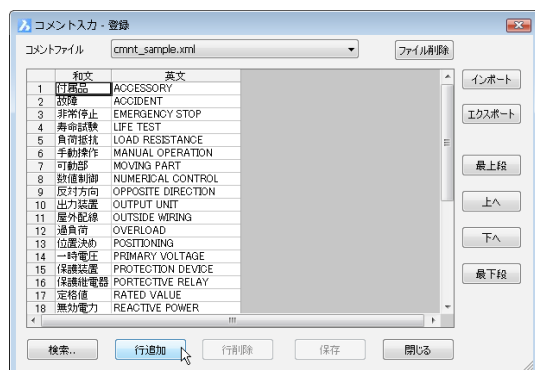 コメント入力 - 登録
コメントファイル cmnt_sample.xml ファイル削除
和文 英文
1 付属品 ACCESSORY
2 故障 ACCIDENT
3 非常停止 EMERGENCY STOP
4 寿命試験 LIFE TEST
5 負荷抵抗 LOAD RESISTANCE
6 手動操作 MANUAL OPERATION
7 可動部 MOVING PART
8 数値制御 NUMERICAL CONTROL
9 反対方向 OPPOSITE DIRECTION
10 出力装置 OUTPUT UNIT
11 屋外配線 OUTSIDE WIRING
12 過負荷 OVERLOAD
13 位置決め POSITIONING
14 一時電圧 PRIMARY VOLTAGE
15 保護装置 PROTECTION DEVICE
16 保護継電器 PORTECTIVE RELAY
17 定格値 RATED VALUE
18 無効電力 REACTIVE POWER
インポート
エクスポート
最上段
上へ
下へ
最下段
検索.. 行追加 行削除 保存 閉じる